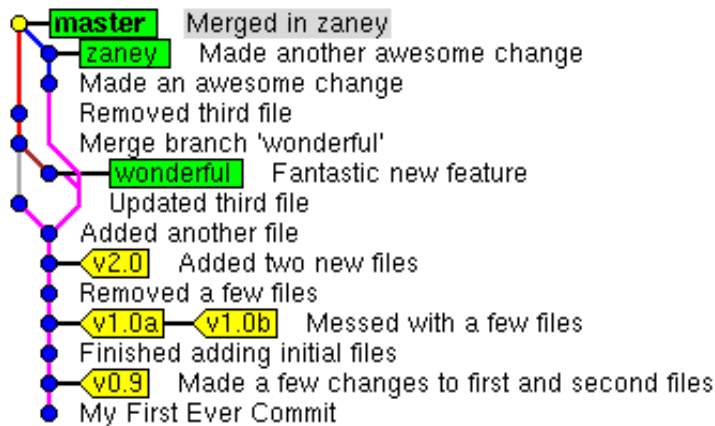 master Merged in zaney
zaney Made another awesome change
Made an awesome change
Removed third file
Merge branch 'wonderful'
wonderful Fantastic new feature
Updated third file
Added another file
v2.0 Added two new files
Removed a few files
v1.0a v1.0b Messed with a few files
Finished adding initial files
v0.9 Made a few changes to first and second files
My First Ever Commit